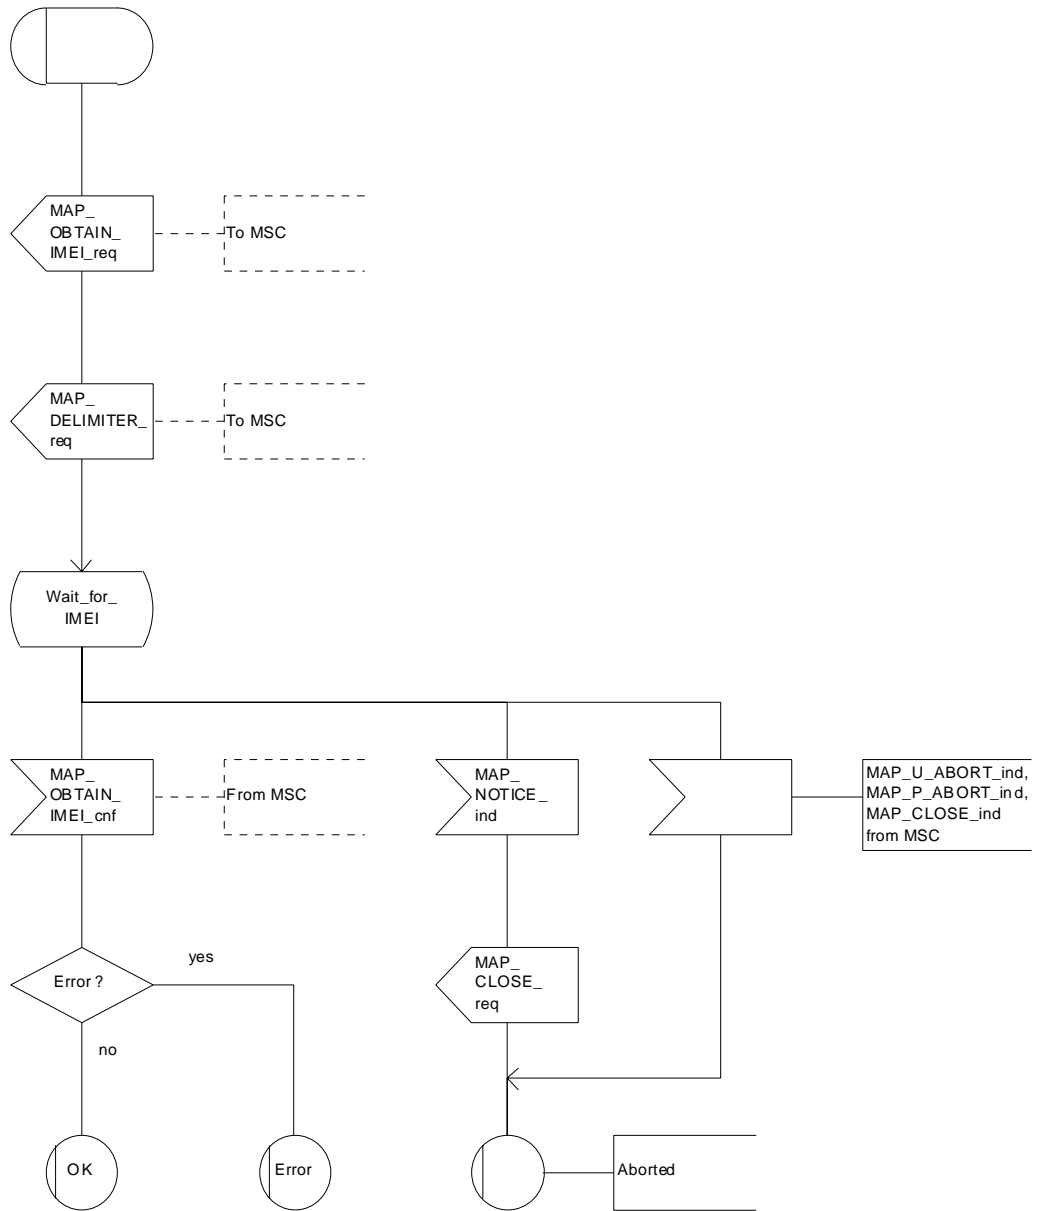 MAP_
OBTAIN_
IMEI_req
To MSC
MAP_
DELIMITER_
req
To MSC
Wait_for_
IMEI
MAP_
OBTAIN_
IMEI_cnf
From MSC
MAP_
NOTICE_
ind
MAP_U_ABORT_ind,
MAP_P_ABORT_ind,
MAP_CLOSE_ind
from MSC
Error ?
yes
no
MAP_
CLOSE_
req
OK
Error
Aborted